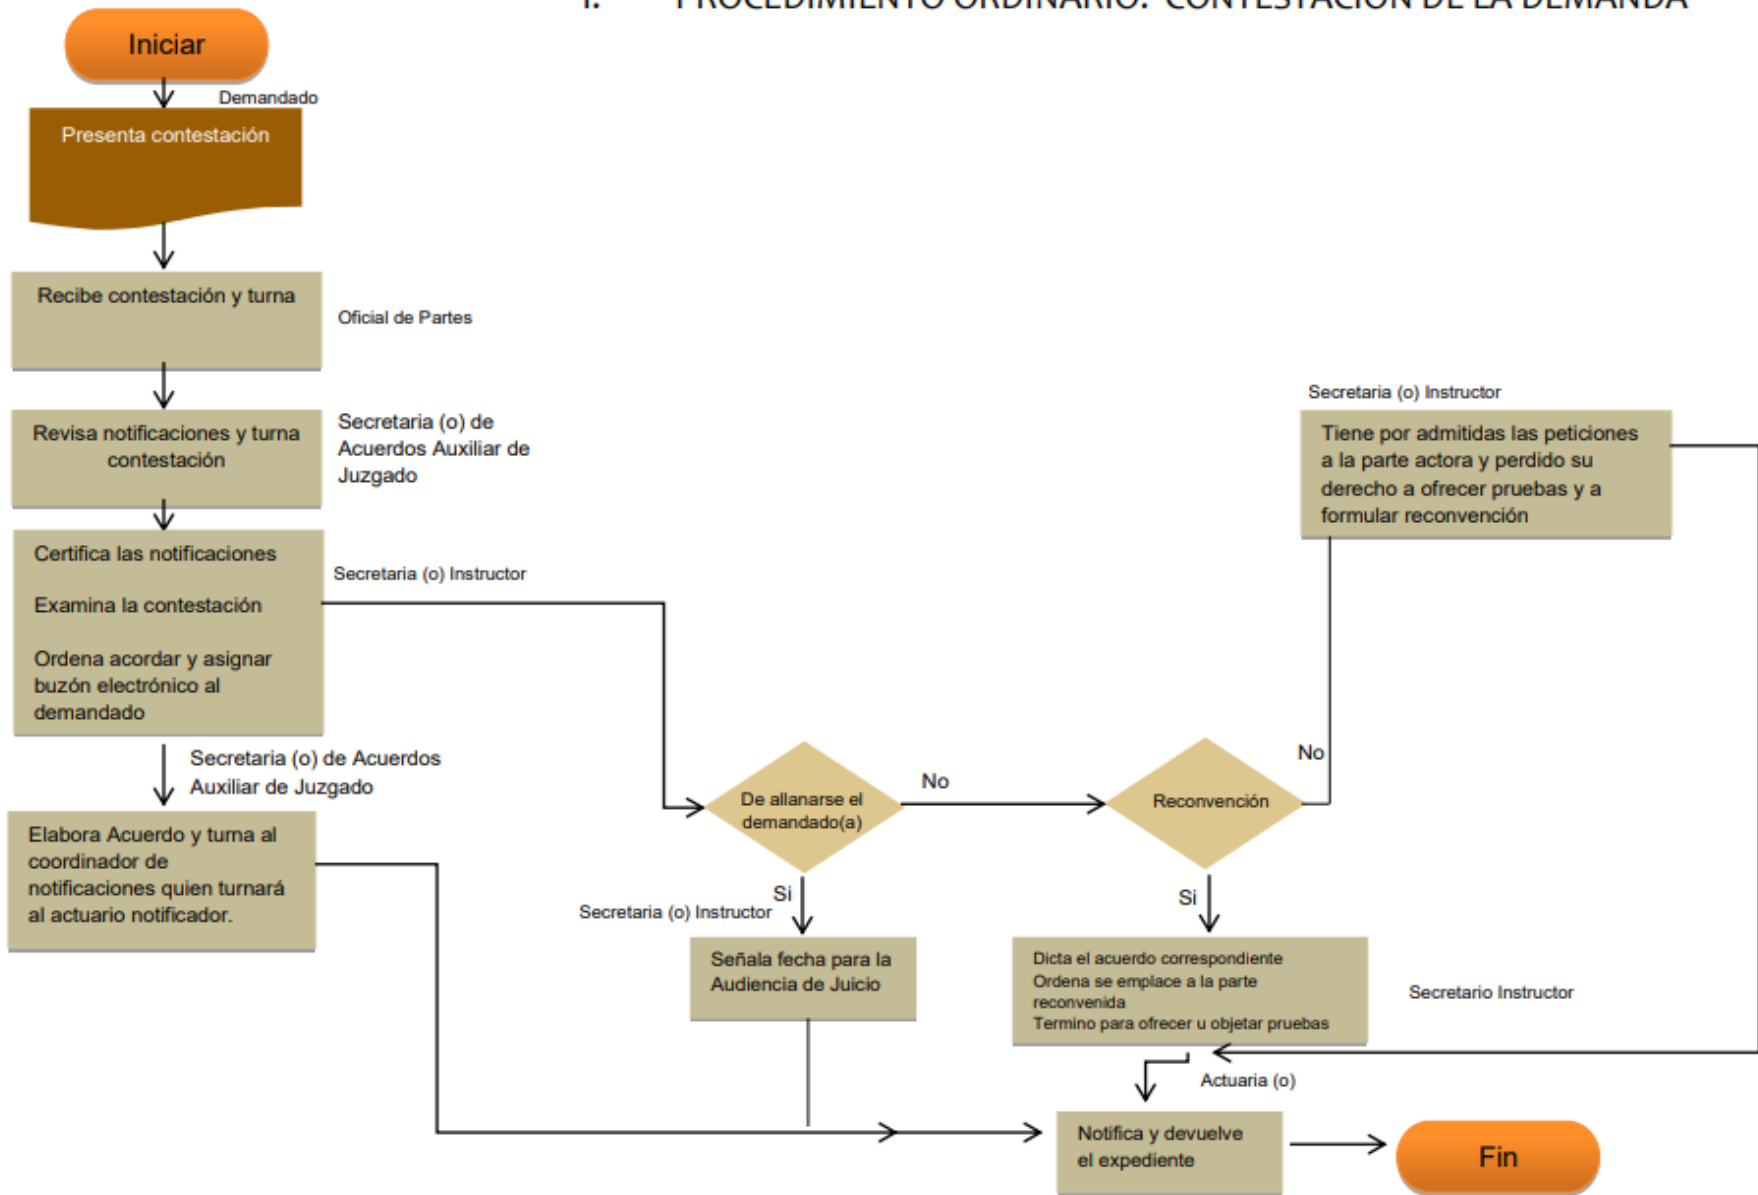 PROCEDIMIENTO ORDINARIO. CONTESTACIÓN DE LA DEMANDA
Iniciar
Demandado
Presenta contestación
Recibe contestación y turna
Oficial de Partes
Revisa notificaciones y turna
contestación
Secretaria (o) de
Acuerdos Auxiliar de
Juzgado
Certifica las notificaciones
Examina la contestación
Ordena acordar y asignar
buzón electrónico al
demandado
Secretaria (o) Instructor
Secretaria (o) de Acuerdos
Auxiliar de Juzgado
Elabora Acuerdo y turna al
coordinador de
notificaciones quien turnará
al actuario notificador.
De allanarse el
demandado(a)
No
Si
Secretaria (o) Instructor
Señala fecha para la
Audiencia de Juicio
Reconvención
No
Secretaria (o) Instructor
Tiene por admitidas las peticiones
a la parte actora y perdido su
derecho a ofrecer pruebas y a
formular reconvención
Si
Dicta el acuerdo correspondiente
Ordena se emplace a la parte
reconvenida
Termino para ofrecer u objetar pruebas
Secretario Instructor
Actuaria (o)
Notifica y devuelve
el expediente
Fin